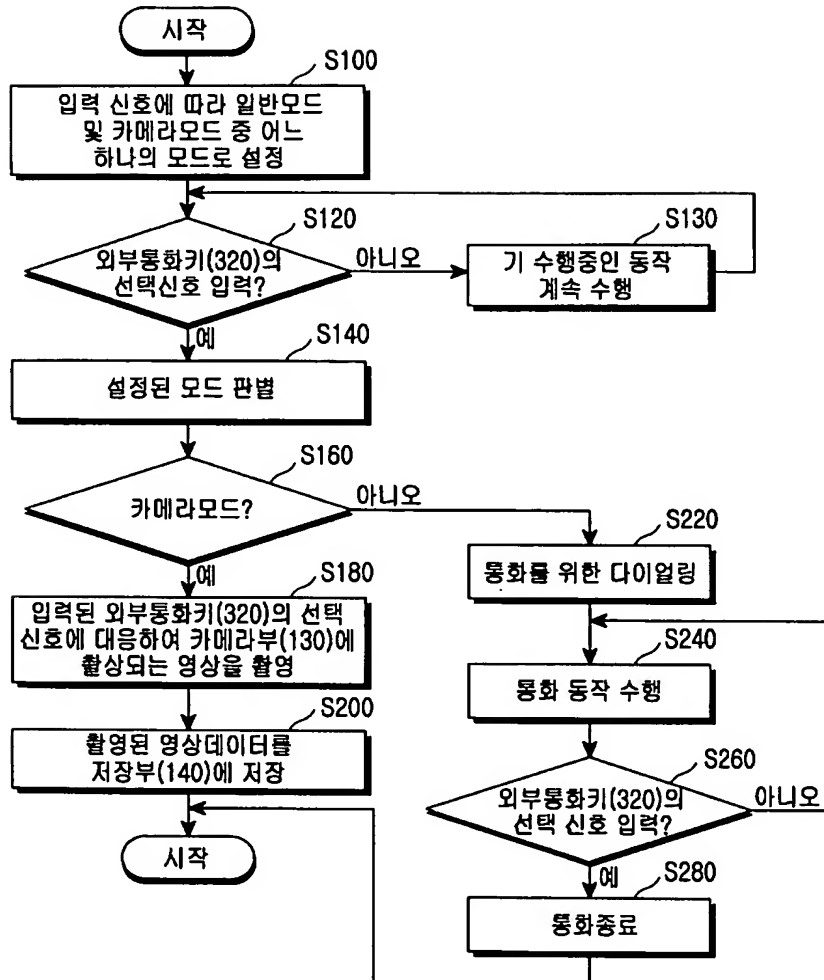 시작
S100
입력 신호에 따라 일반모드
및 카메라모드 중 어느
하나의 모드로 설정
S120
외부통화키(320)의
선택신호 입력?
아니오
S130
기 수행중인 동작
계속 수행
예
S140
설정된 모드 판별
S160
카메라모드?
아니오
예
S180
입력된 외부통화키(320)의 선택
신호에 대응하여 카메라부(130)에
촬상되는 영상을 촬영
S200
촬영된 영상데이터를
저장부(140)에 저장
시작
S220
통화를 위한 다이얼링
S240
통화 동작 수행
S260
외부통화키(320)의
선택 신호 입력?
아니오
예
S280
통화종료